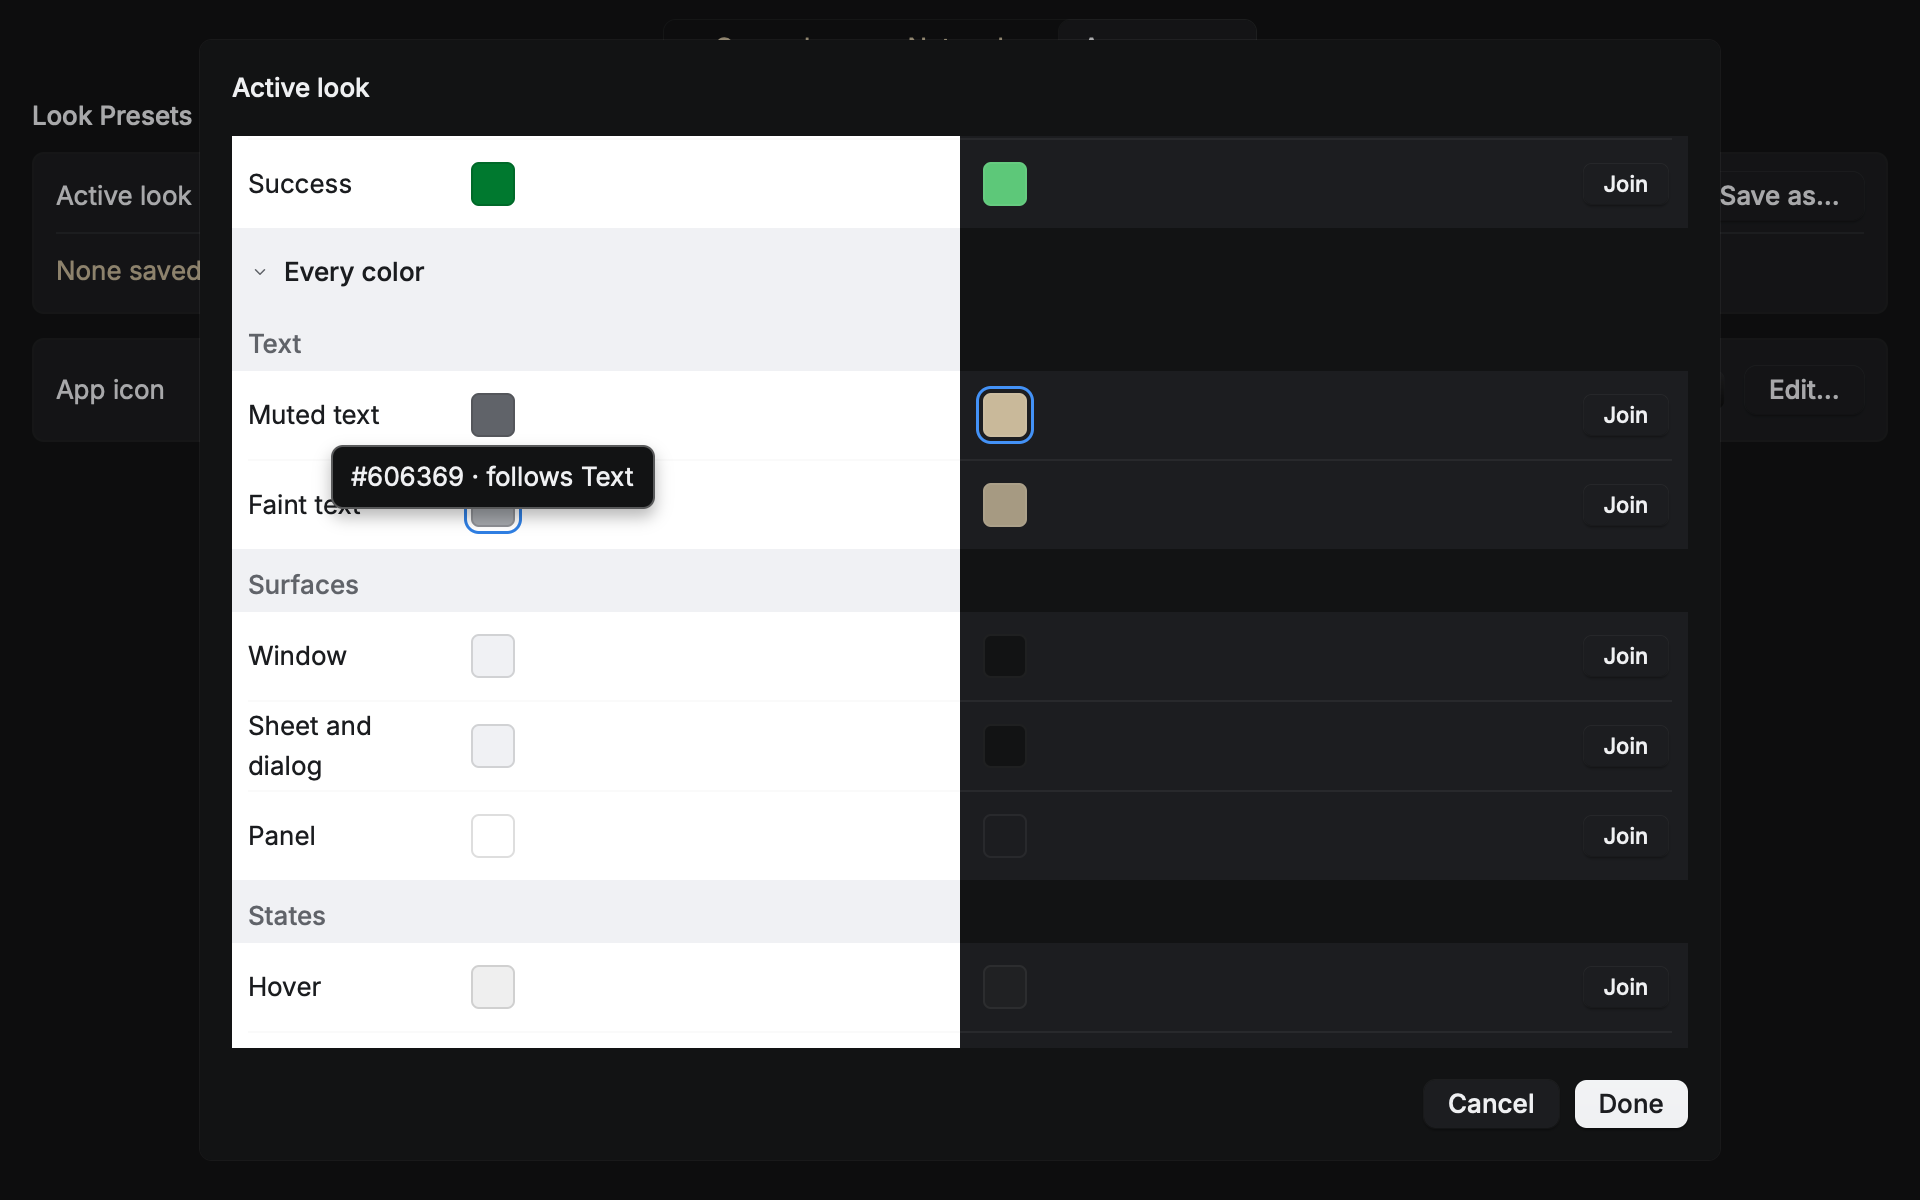 Active look
Look Presets
Active look
Save as...
None saved
App icon
Edit...
Success
Join
Every color
Text
Muted text
Join
#606369 · follows Text
Faint text
Join
Surfaces
Window
Join
Sheet and
dialog
Join
Panel
Join
States
Hover
Join
Cancel
Done